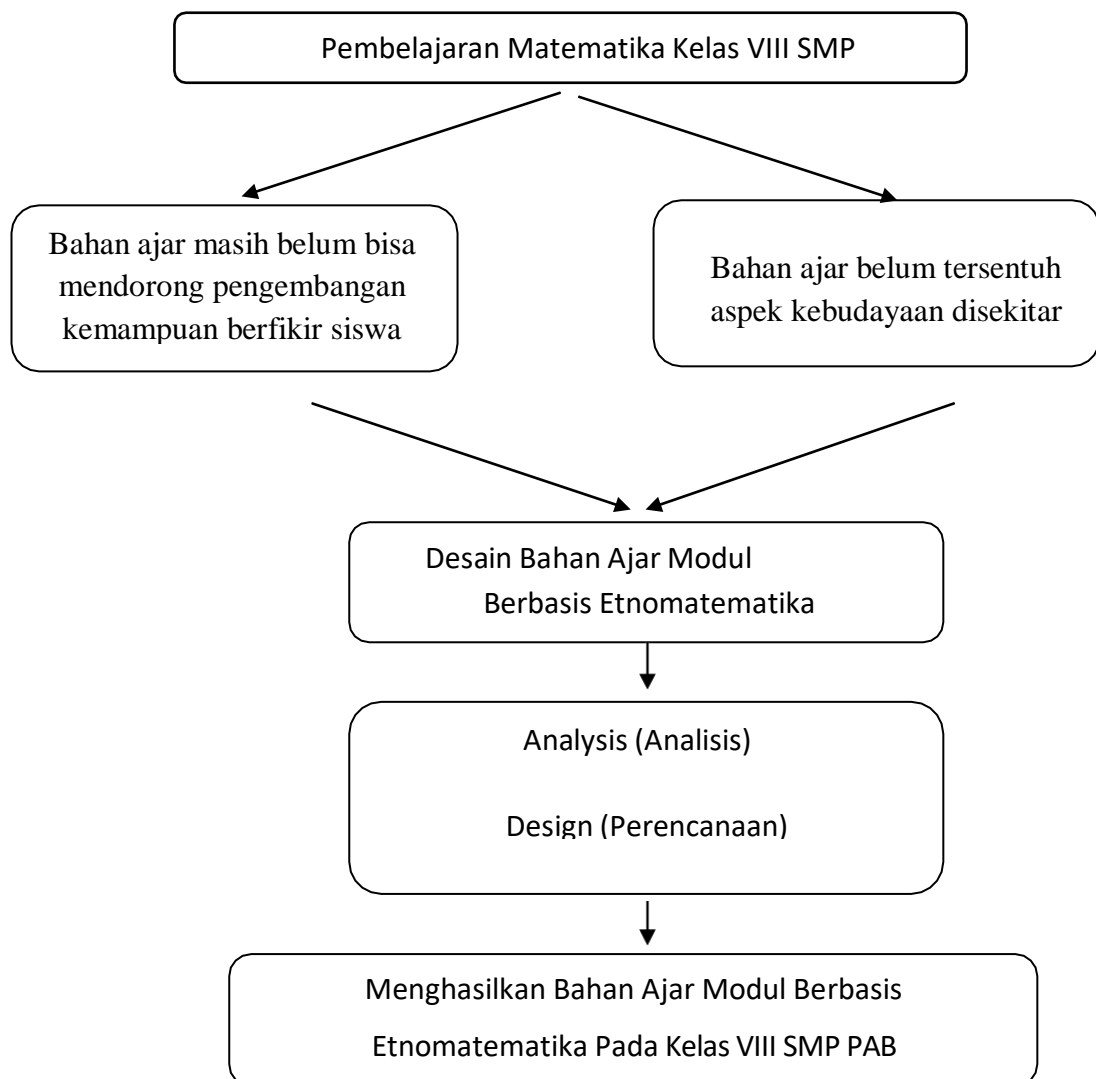 Pembelajaran Matematika Kelas VIII SMP
Bahan ajar masih belum bisa
mendorong pengembangan
kemampuan berfikir siswa
Bahan ajar belum tersentuh
aspek kebudayaan disekitar
Desain Bahan Ajar Modul
Berbasis Etnomatematika
Analysis (Analisis)
Design (Perencanaan)
Menghasilkan Bahan Ajar Modul Berbasis
Etnomatematika Pada Kelas VIII SMP PAB